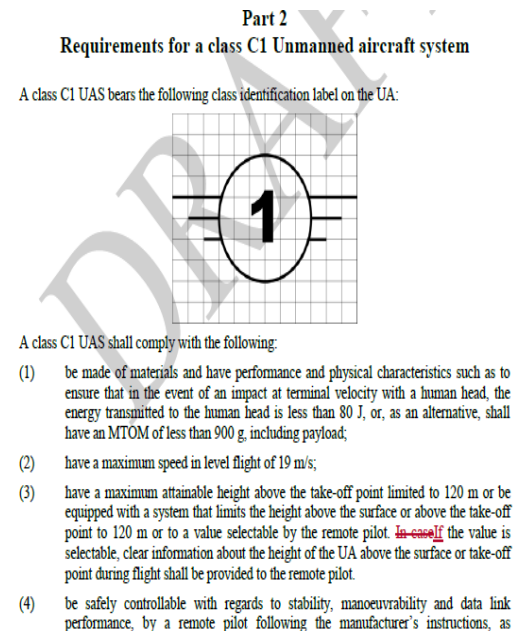 Part 2
Requirements for a class C1 Unmanned aircraft system
A class C1 UAS bears the following class identification label on the UA:
1
A class C1 UAS shall comply with the following:
(1) be made of materials and have performance and physical characteristics such as to
ensure that in the event of an impact at terminal velocity with a human head, the
energy transmitted to the human head is less than 80 J, or, as an alternative, shall
have an MTOM of less than 900 g, including payload;
(2) have a maximum speed in level flight of 19 m/s;
(3) have a maximum attainable height above the take-off point limited to 120 m or be
equipped with a system that limits the height above the surface or above the take-off
point to 120 m or to a value selectable by the remote pilot. In caseIf the value is
selectable, clear information about the height of the UA above the surface or take-off
point during flight shall be provided to the remote pilot.
(4) be safely controllable with regards to stability, manoeuvrability and data link
performance, by a remote pilot following the manufacturer's instructions, as
DRAF